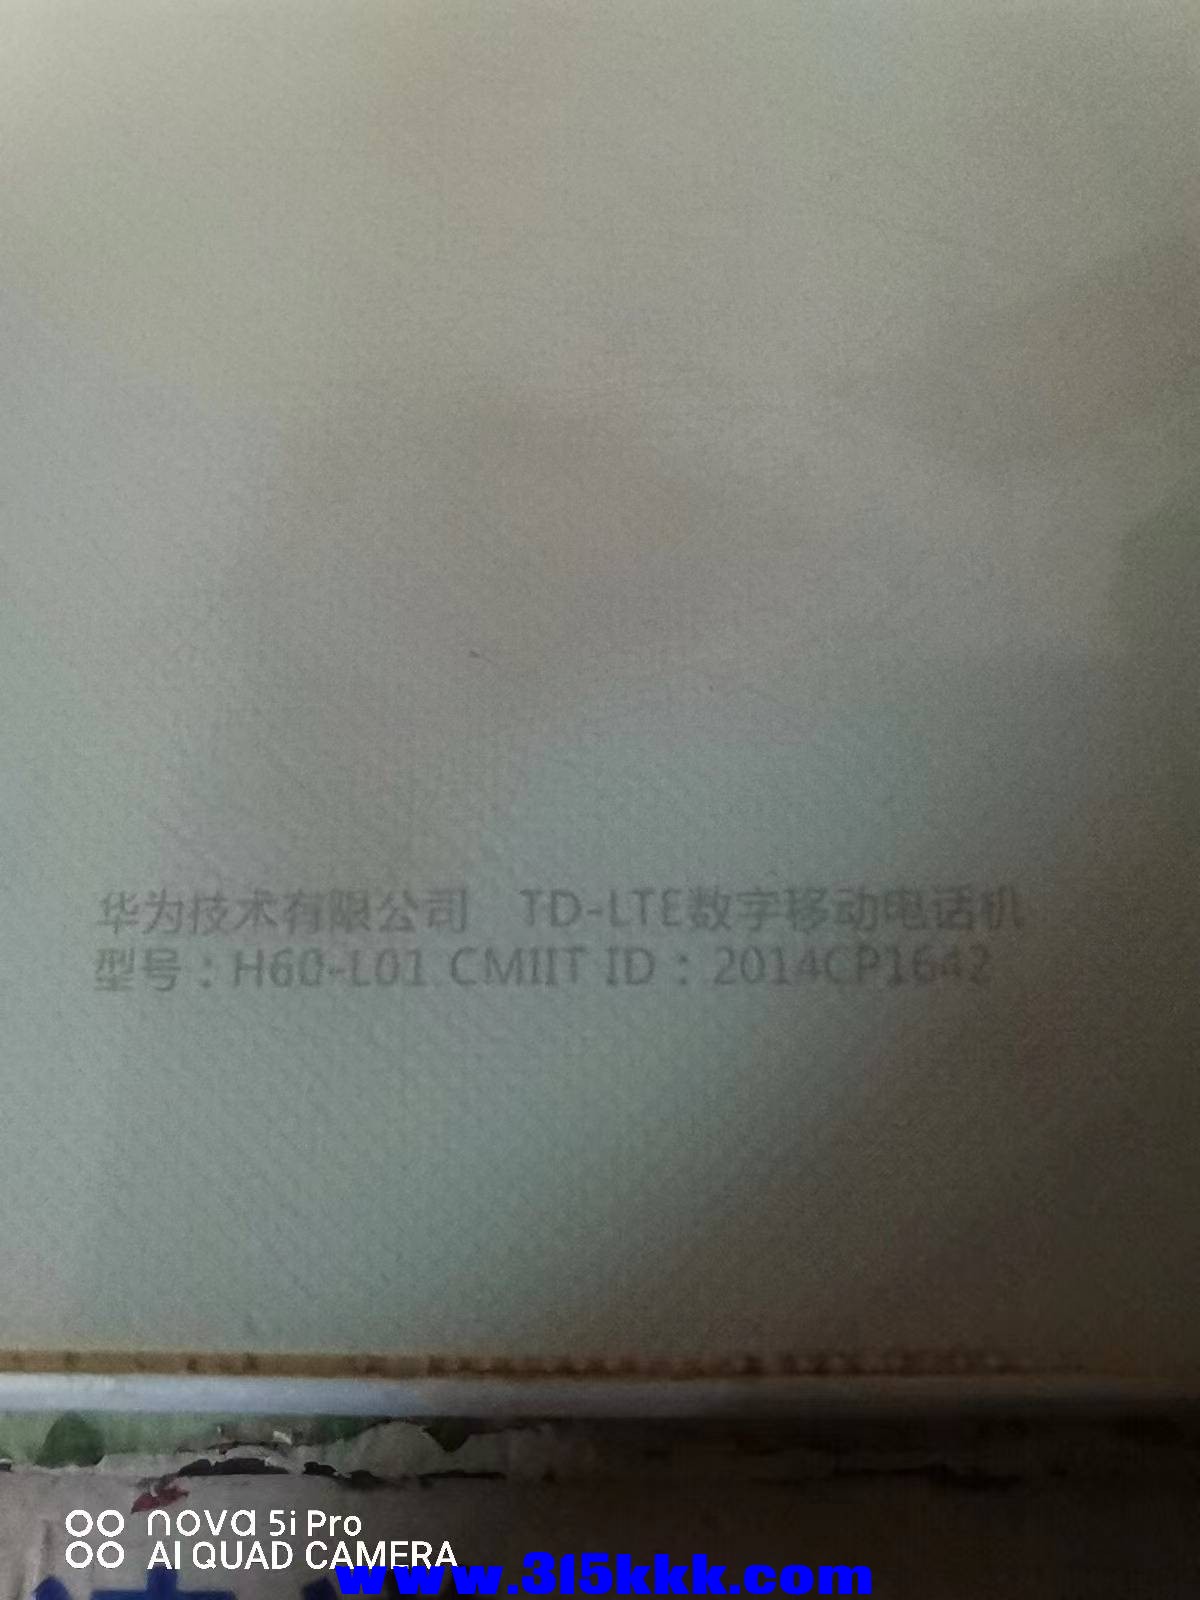 华为技术有限公司 TD-LTE数字移动电话机
型号：H60-L01 CMIIT ID：2014CP1642
nova 5i Pro
AI QUAD CAMERA
www.315kkk.com